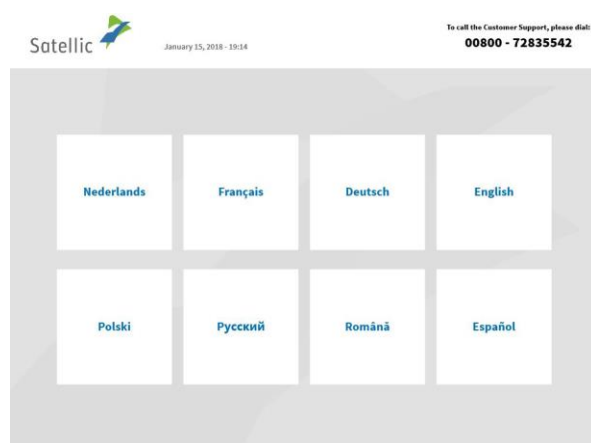 To call the Customer Support, please dial:
Satellic
January 15, 2018 - 19:14
00800 - 72835542
Nederlands
Français
Deutsch
English
Polski
Русский
Română
Español